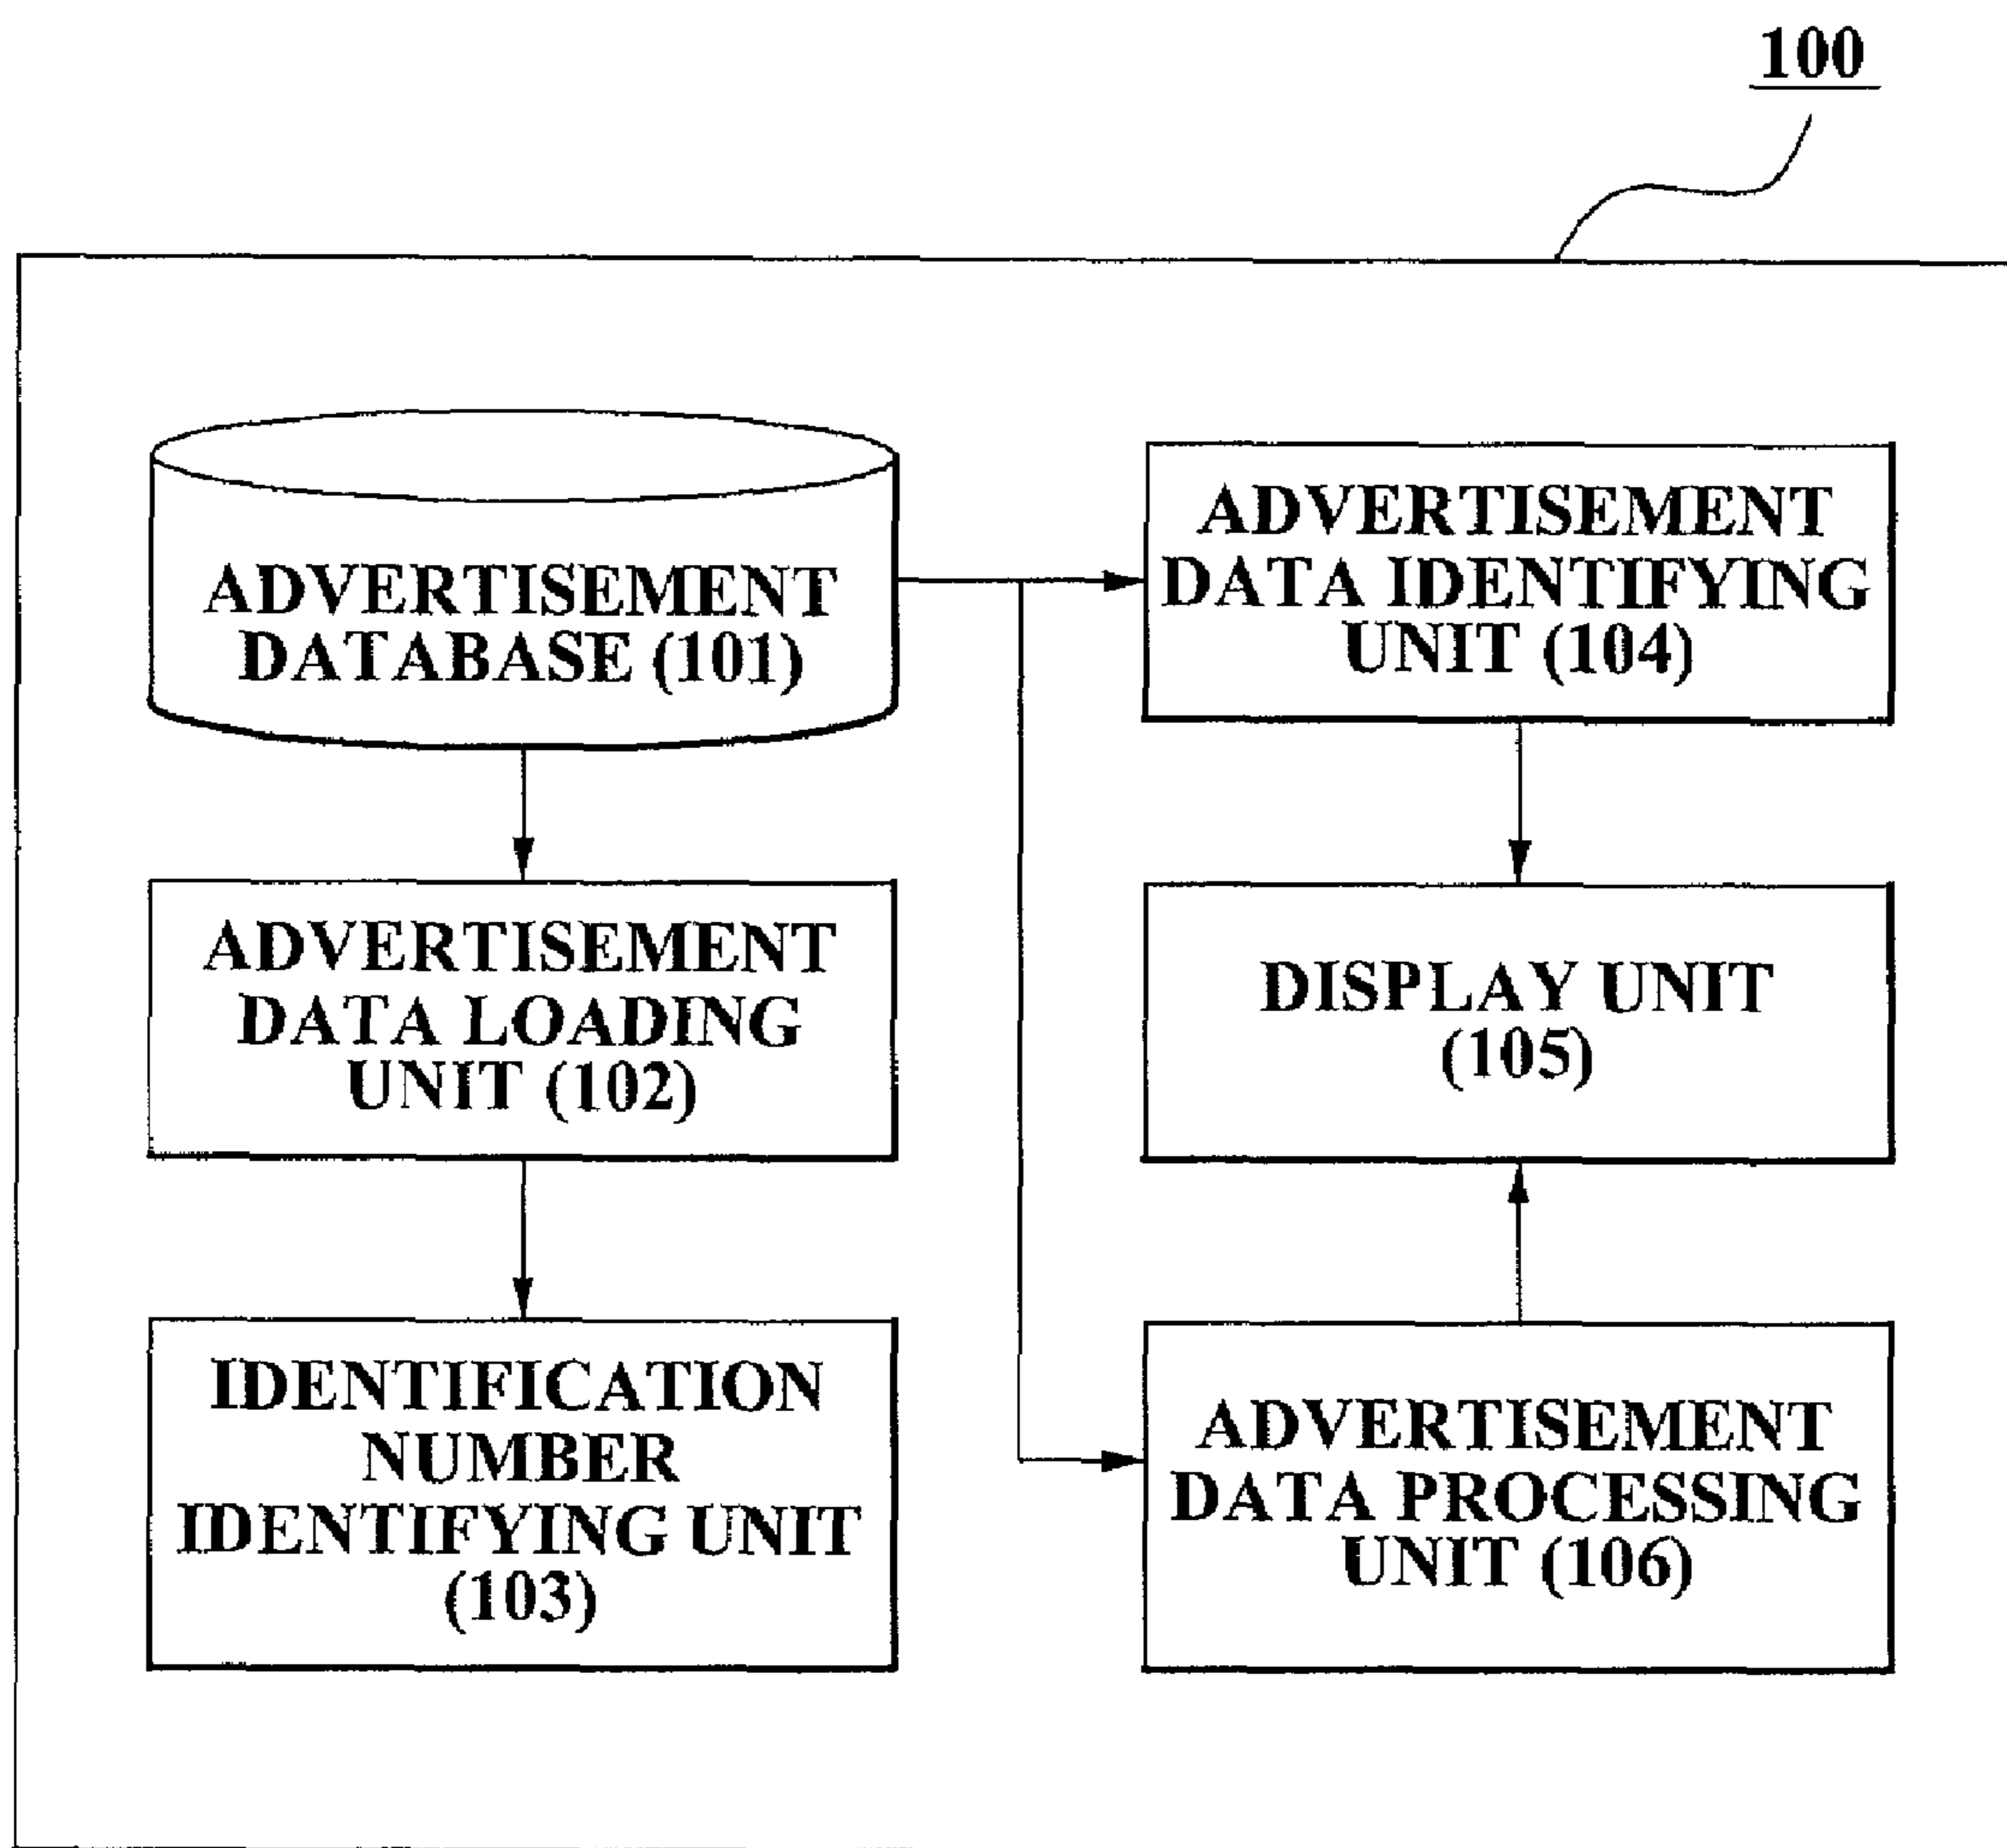 100
ADVERTISEMENT
DATABASE (101)
ADVERTISEMENT
DATA LOADING
UNIT (102)
IDENTIFICATION
NUMBER
IDENTIFYING UNIT
(103)
ADVERTISEMENT
DATA IDENTIFYING
UNIT (104)
DISPLAY UNIT
(105)
ADVERTISEMENT
DATA PROCESSING
UNIT (106)